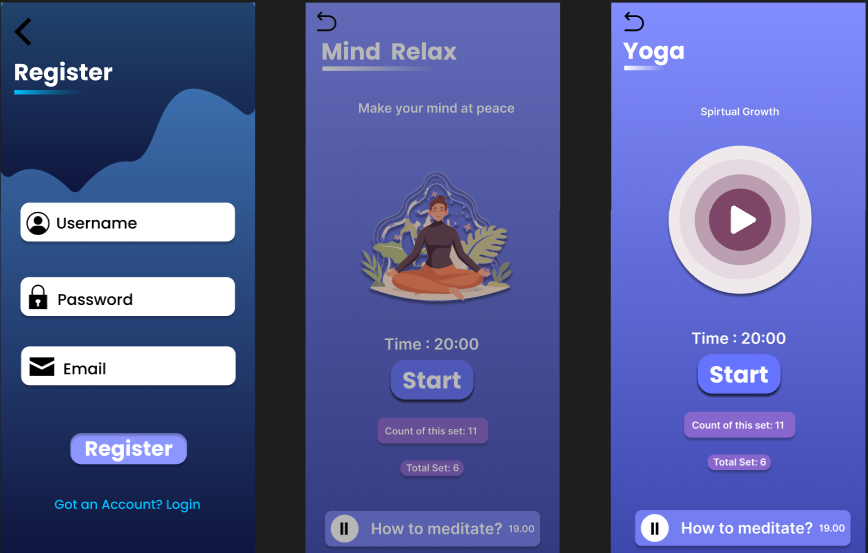 Register
Username
Password
Email
Register
Got an Account? Login
Mind Relax
Make your mind at peace
Time : 20:00
Start
Count of this set: 11
Total Set: 6
How to meditate? 19.00
Yoga
Spirtual Growth
Time : 20:00
Start
Count of this set: 11
Total Set: 6
How to meditate? 19.00